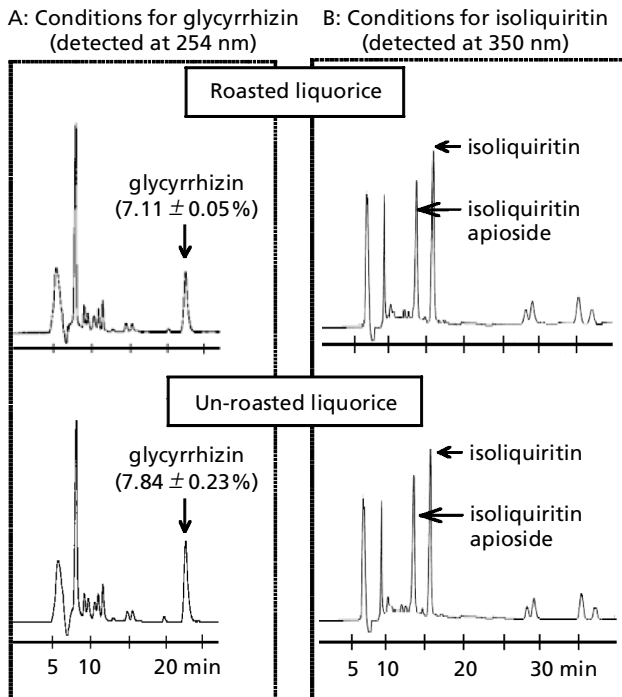 A: Conditions for glycyrrhizin
(detected at 254 nm)
B: Conditions for isoliquiritin
(detected at 350 nm)
Roasted liquorice
glycyrrhizin
(7.11 ± 0.05%)
isoliquiritin
isoliquiritin
apioside
Un-roasted liquorice
glycyrrhizin
(7.84 ± 0.23%)
isoliquiritin
isoliquiritin
apioside
5 10 20 min
5 10 20 30 min